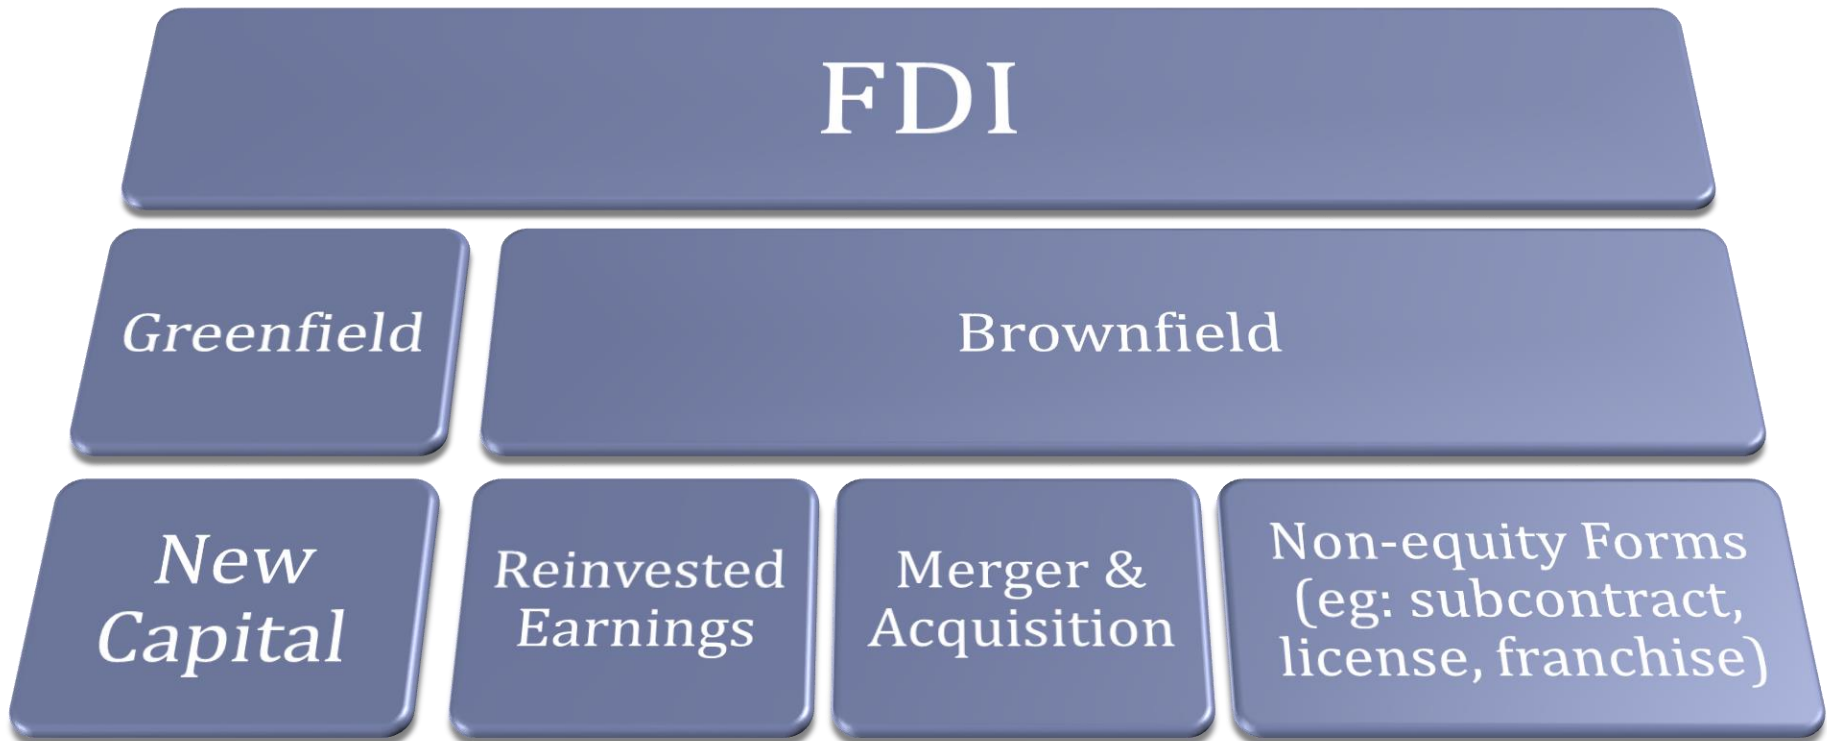 FDI
Greenfield
Brownfield
New
Capital
Reinvested
Earnings
Merger &
Acquisition
Non-equity Forms
(eg: subcontract,
license, franchise)